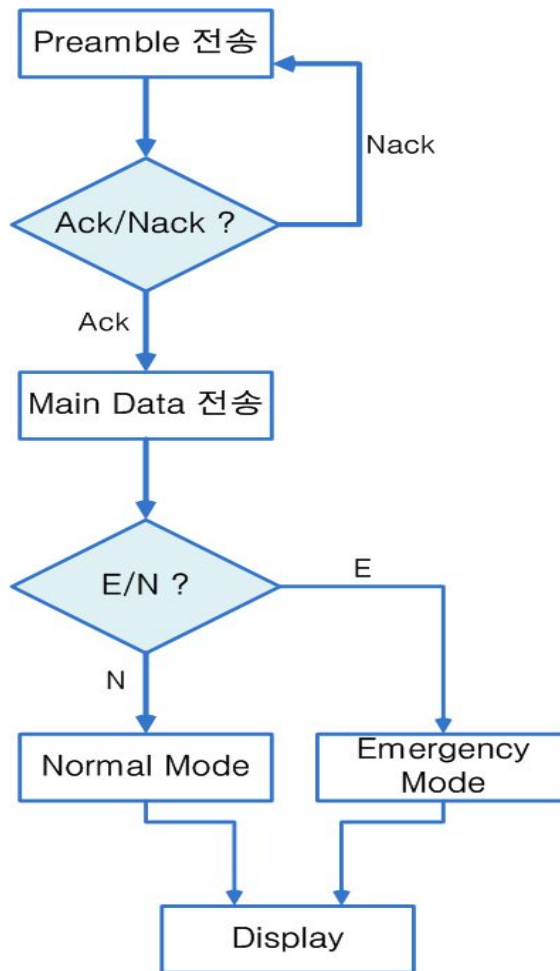 Preamble 전송
Nack
Ack/Nack ?
Ack
Main Data 전송
E/N ?
E
N
Normal Mode
Emergency
Mode
Display